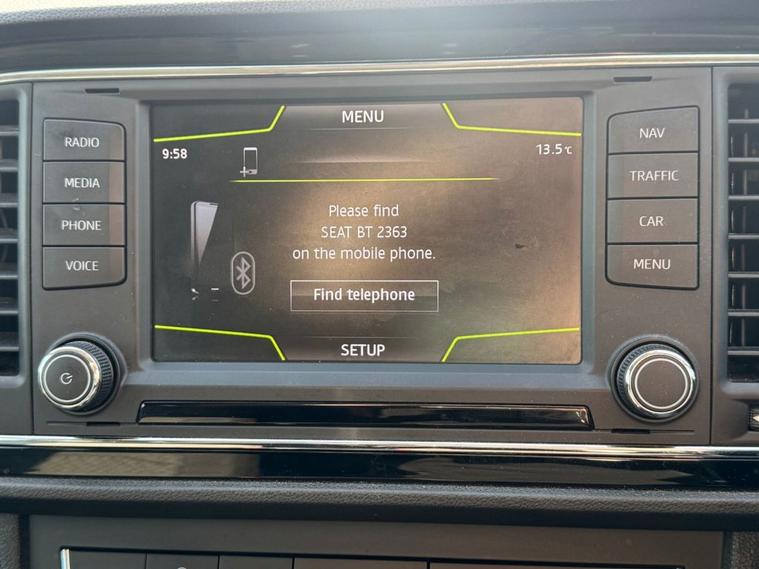 MENU
9:58
13.5°C
Please find
SEAT BT 2363
on the mobile phone.
Find telephone
SETUP
RADIO
MEDIA
PHONE
VOICE
NAV
TRAFFIC
CAR
MENU